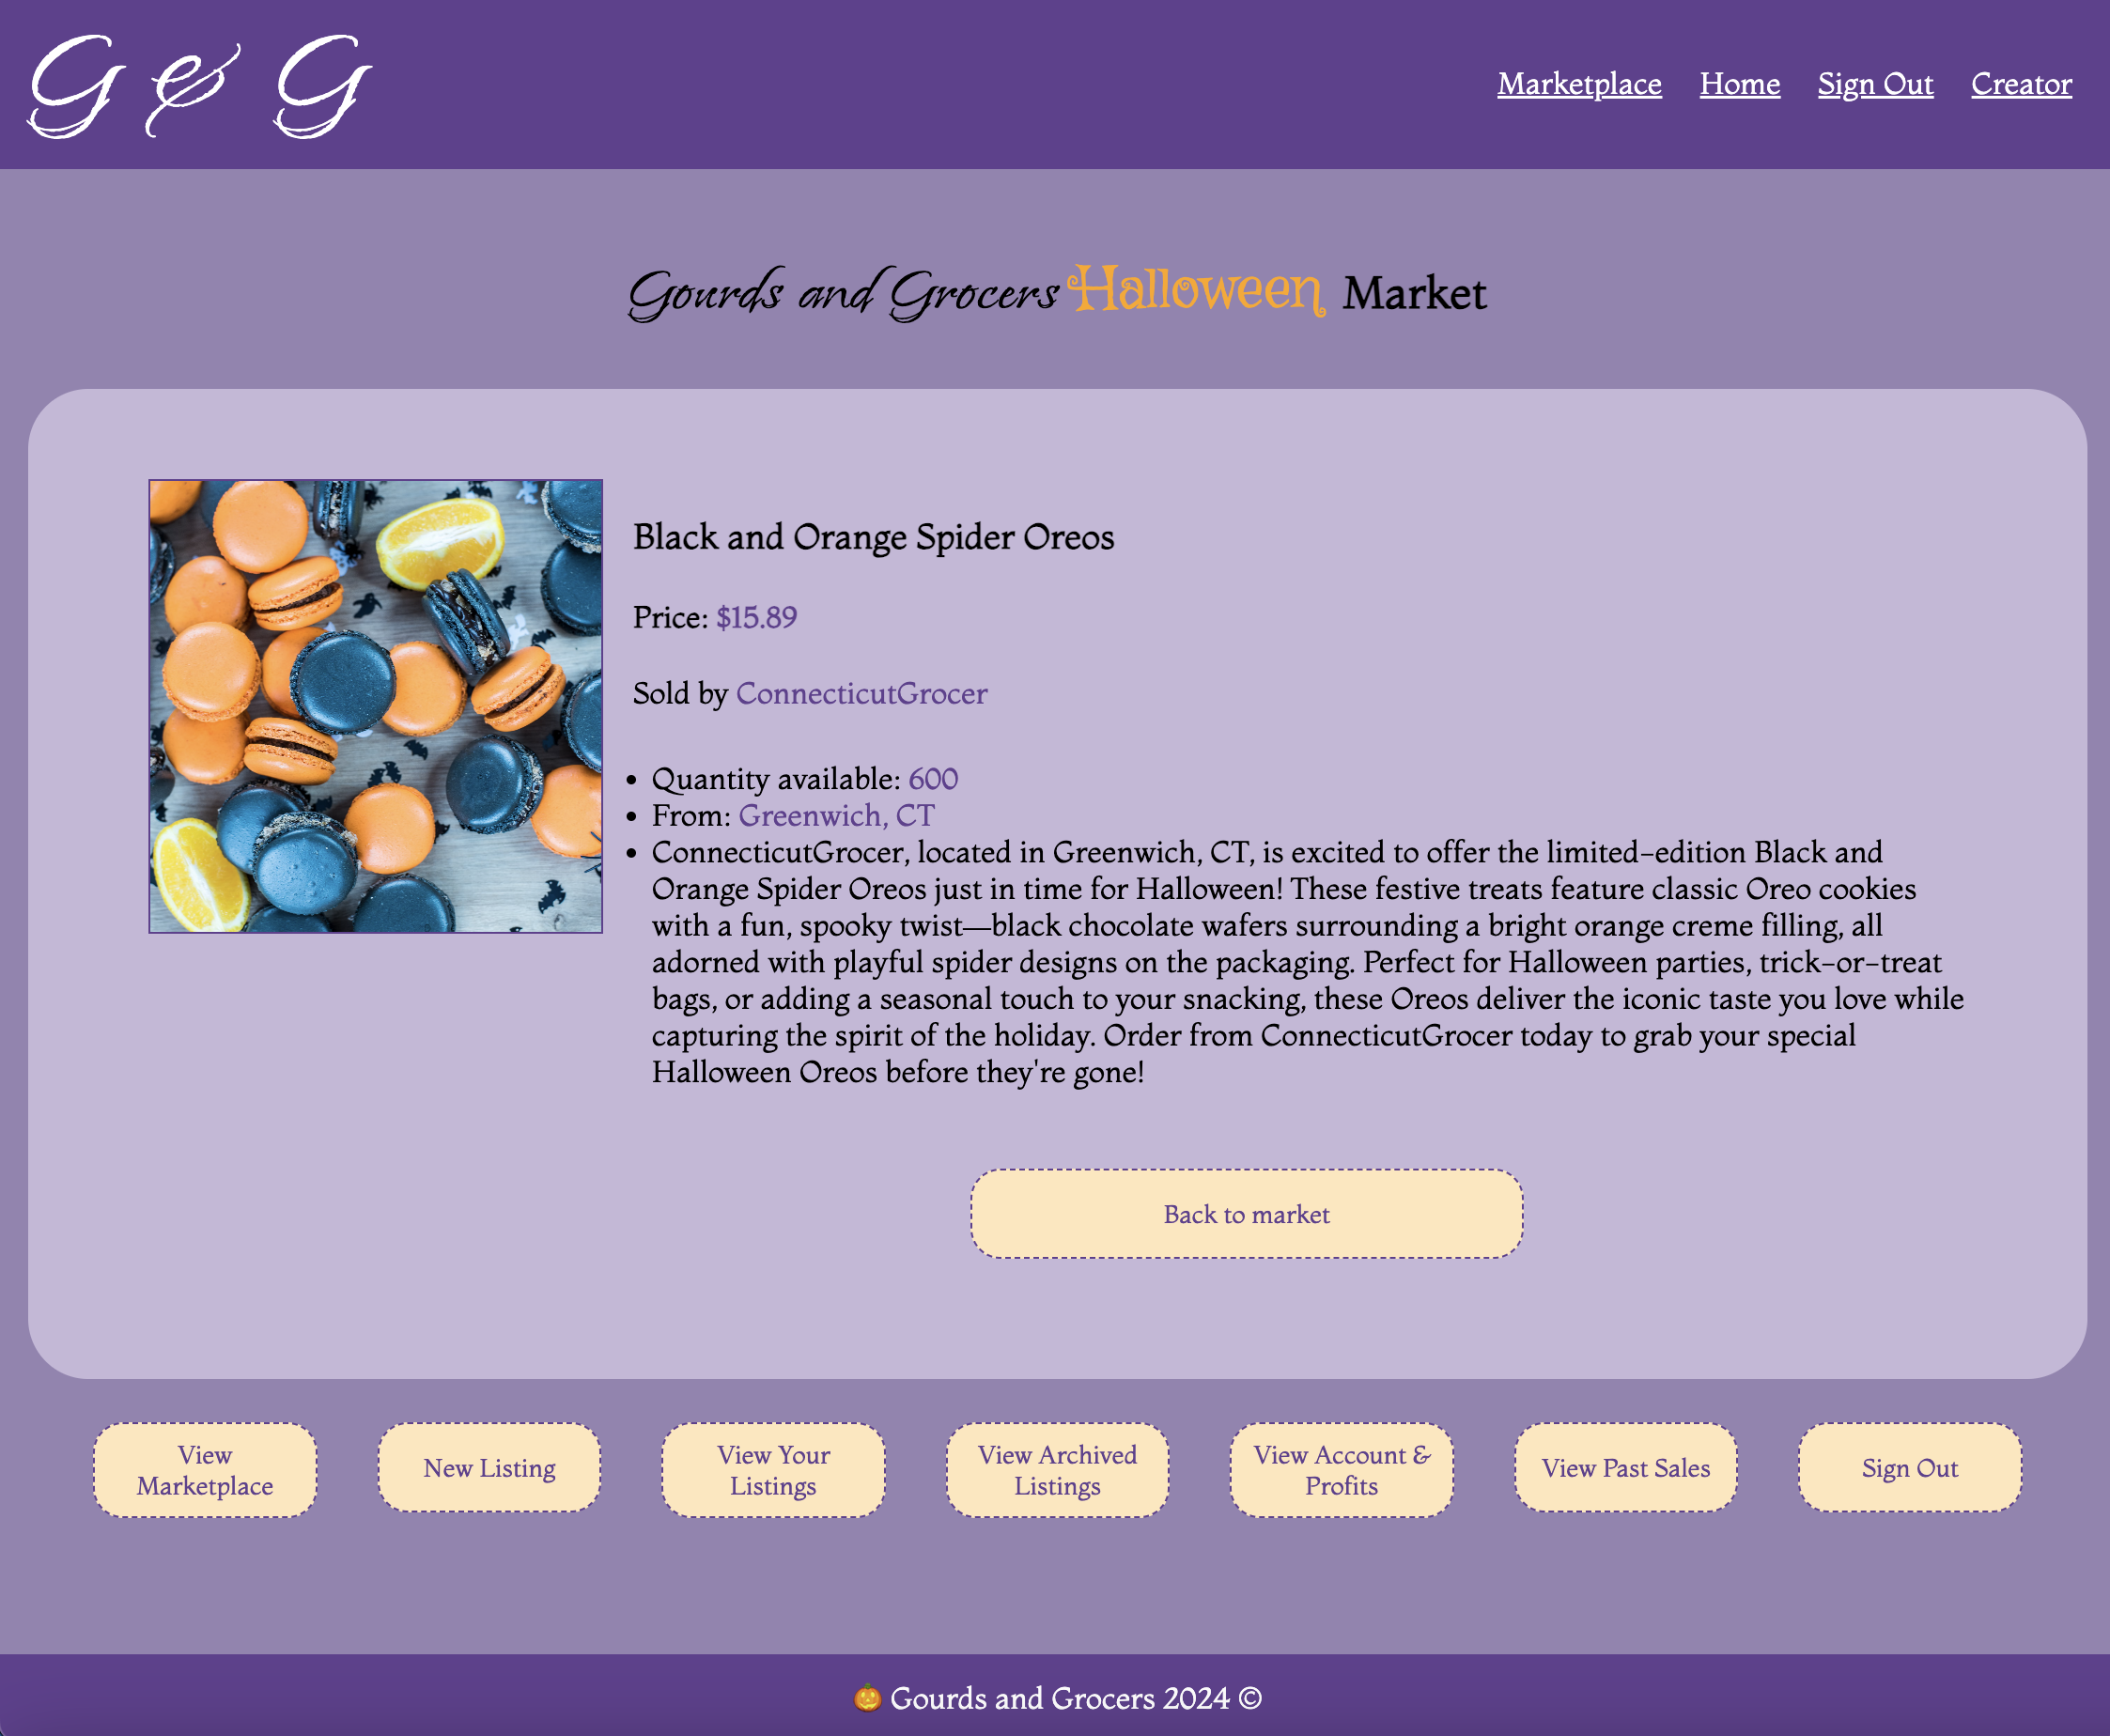 G & G
Marketplace Home Sign Out Creator
Gourds and Grocers Halloween Market
Black and Orange Spider Oreos
Price: $15.89
Sold by ConnecticutGrocer
• Quantity available: 600
• From: Greenwich, CT
• ConnecticutGrocer, located in Greenwich, CT, is excited to offer the limited-edition Black and
Orange Spider Oreos just in time for Halloween! These festive treats feature classic Oreo cookies
with a fun, spooky twist—black chocolate wafers surrounding a bright orange creme filling, all
adorned with playful spider designs on the packaging. Perfect for Halloween parties, trick-or-treat
bags, or adding a seasonal touch to your snacking, these Oreos deliver the iconic taste you love while
capturing the spirit of the holiday. Order from ConnecticutGrocer today to grab your special
Halloween Oreos before they're gone!
Back to market
View
Marketplace
New Listing
View Your
Listings
View Archived
Listings
View Account &
Profits
View Past Sales
Sign Out
🎃 Gourds and Grocers 2024 ©